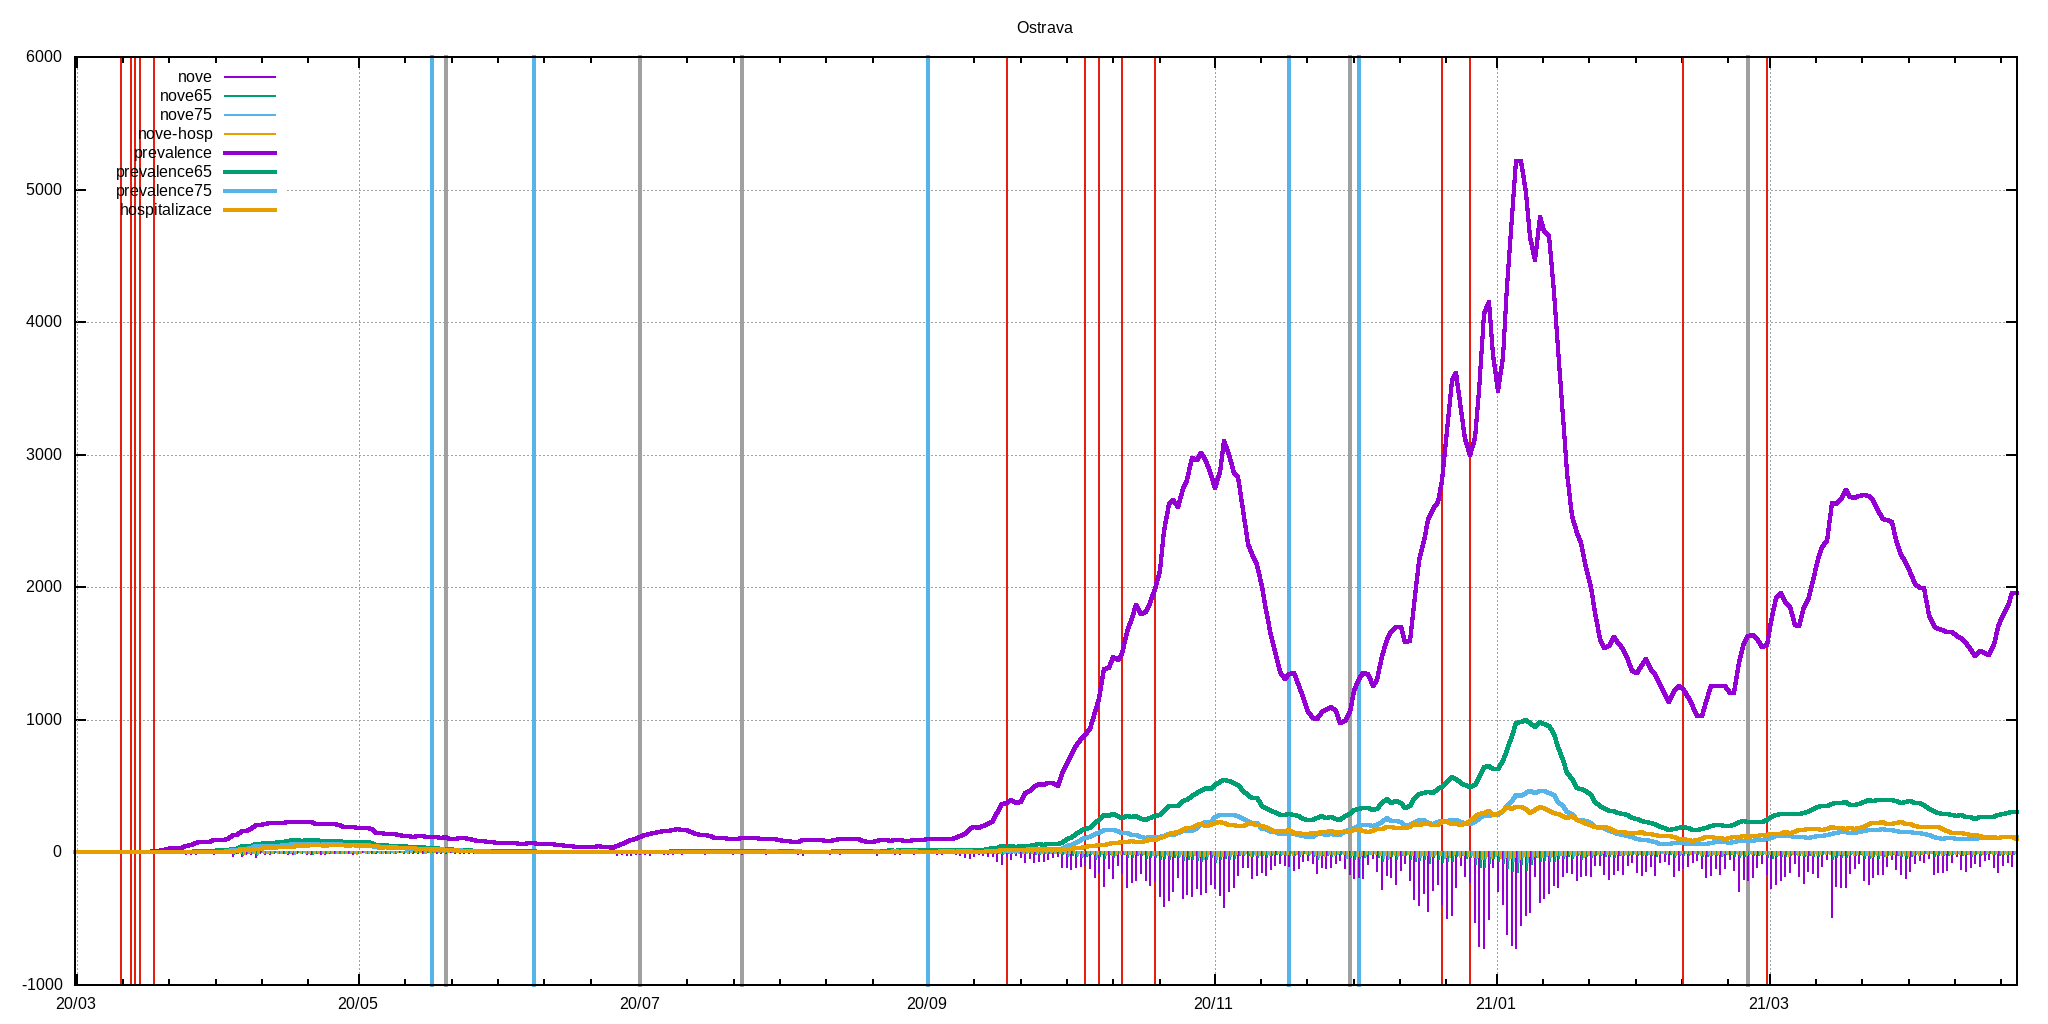 Ostrava
6000
5000
4000
3000
2000
1000
0
-1000
nove
nove65
nove75
nove-hosp
prevalence
prevalence65
prevalence75
hospitalizace
20/03 20/05 20/07 20/09 20/11 21/01 21/03